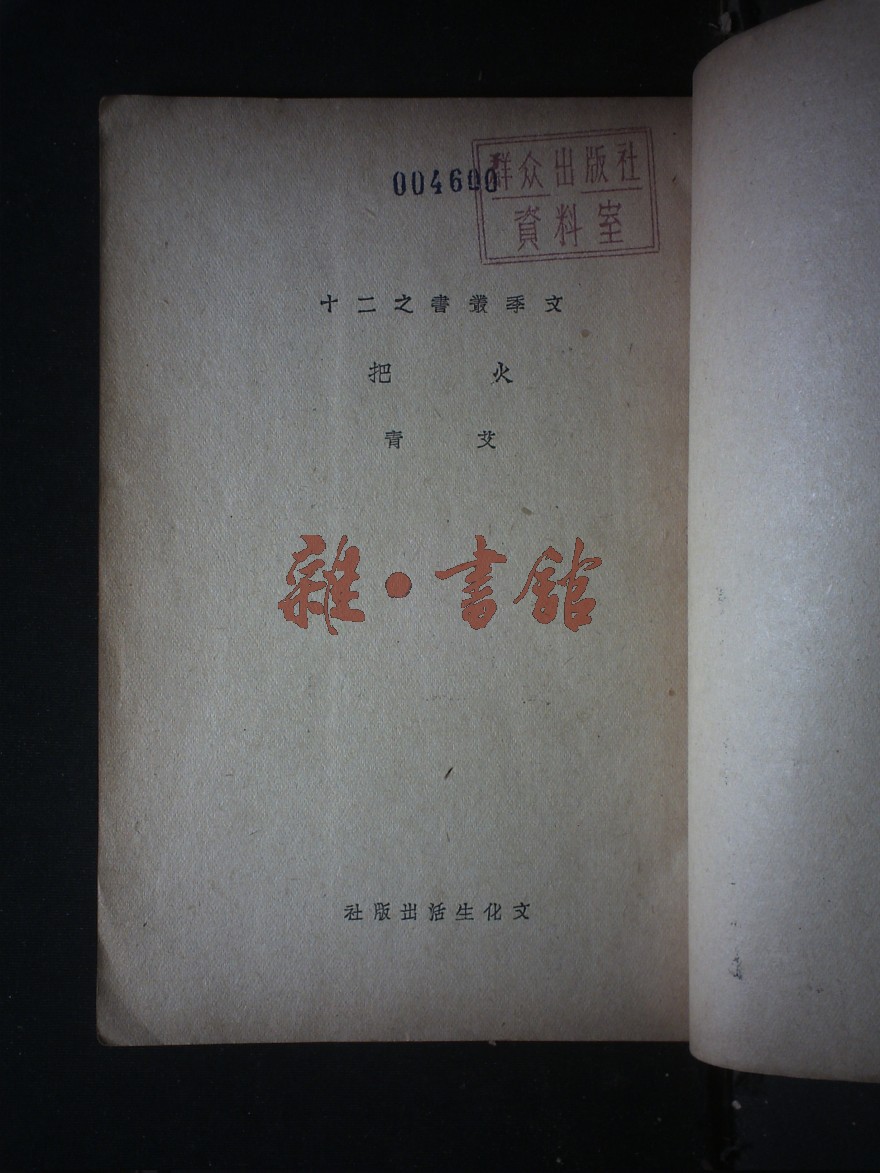 004600
群众出版社
資料室
文季叢書之二十
火把
艾青
雜·書館
文化生活出版社